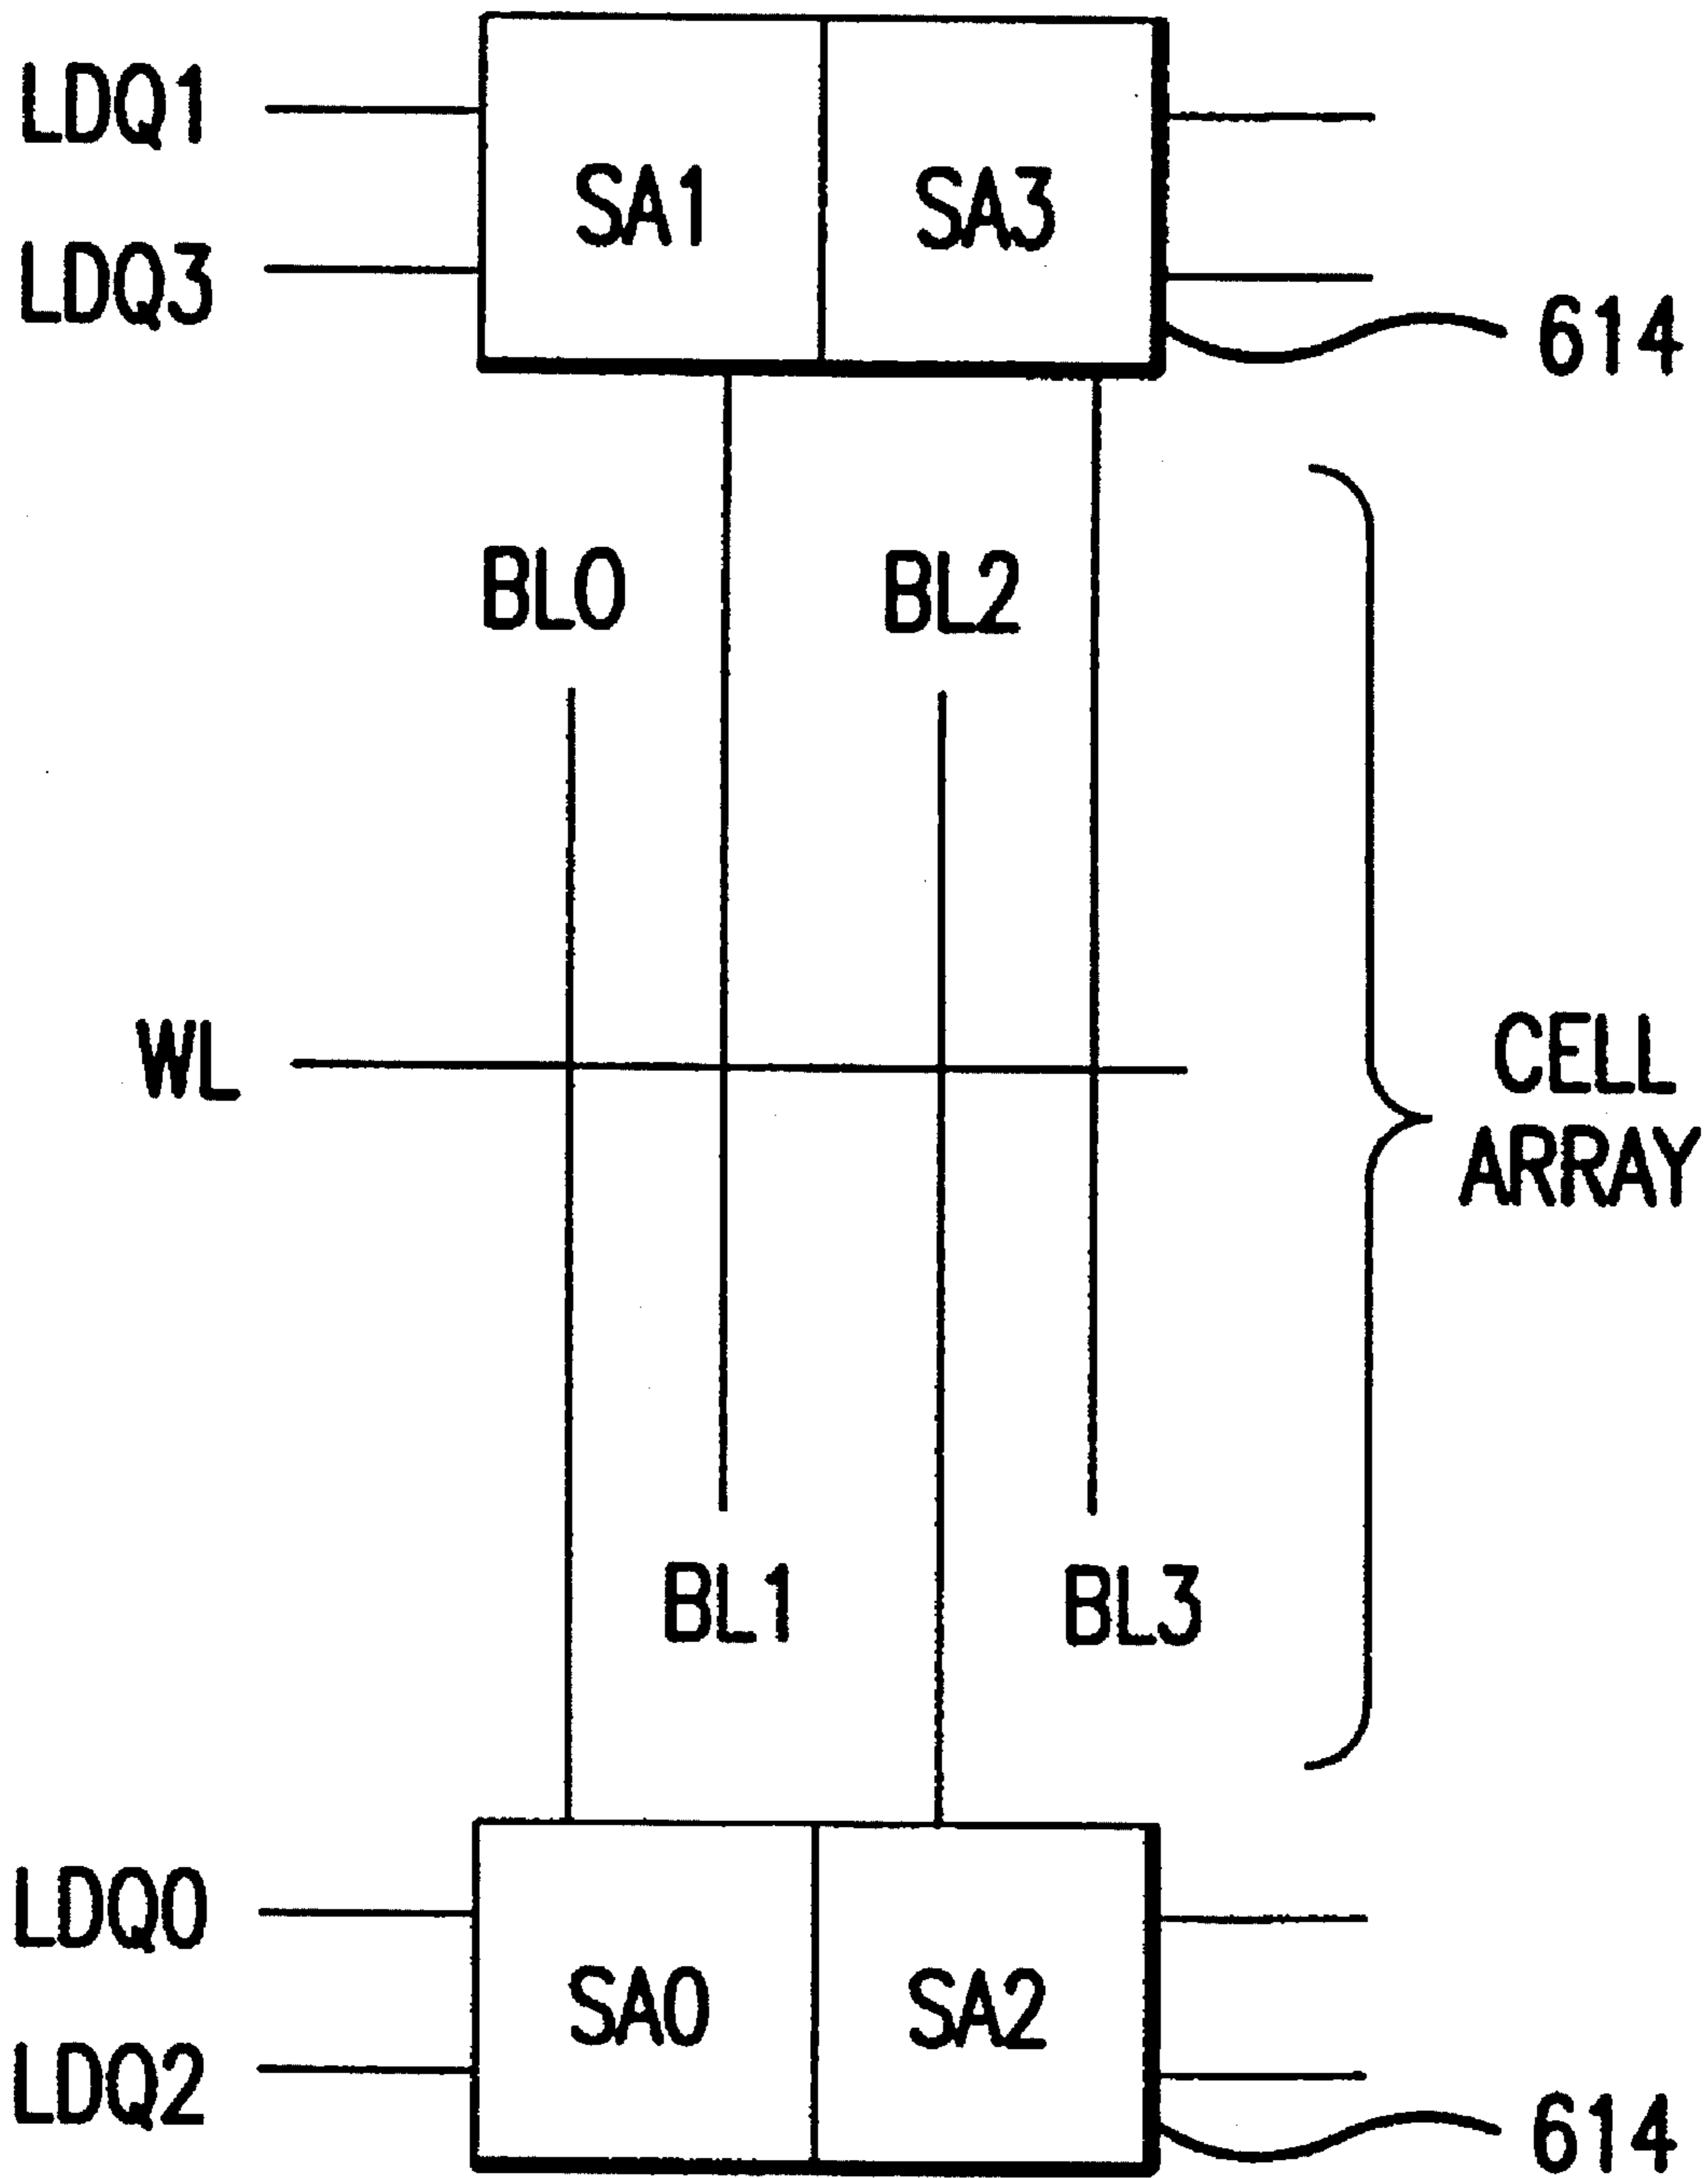 LDQ1
SA1 SA3
LDQ3
614
BL0 BL2
WL
CELL
ARRAY
BL1 BL3
LDQ0
SA0 SA2
LDQ2
614